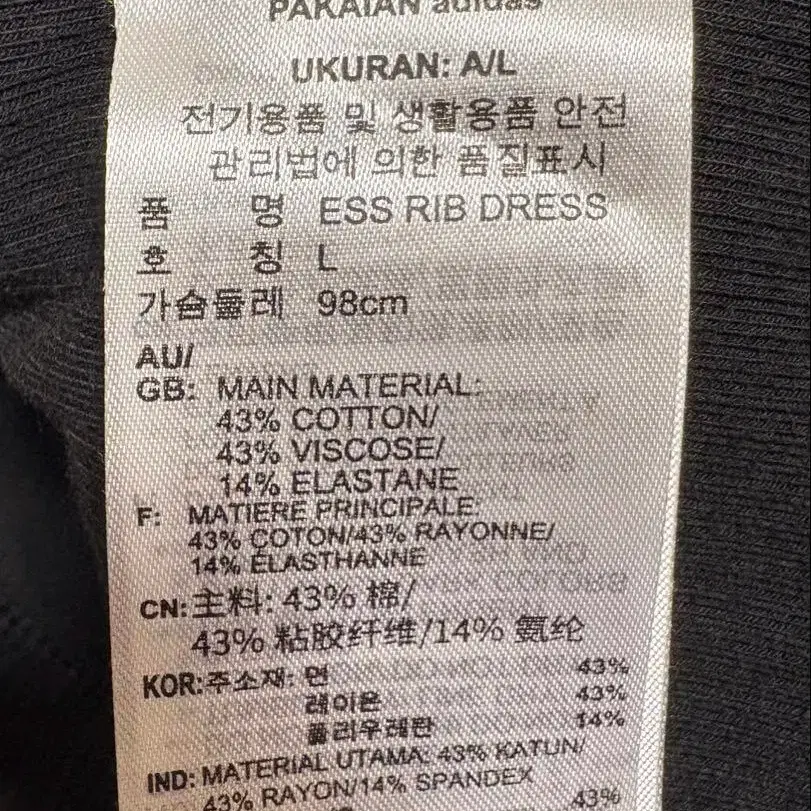 PAKAIAN adidas
UKURAN: A/L
전기용품 및 생활용품 안전
관리법에 의한 품질표시
품 명 ESS RIB DRESS
호 칭 L
가슴둘레 98cm
AU/
GB: MAIN MATERIAL:
43% COTTON/
43% VISCOSE/
14% ELASTANE
F: MATIERE PRINCIPALE:
43% COTON/43% RAYONNE/
14% ÉLASTHANNE
CN: 主料: 43% 棉/
43% 粘胶纤维/14% 氨纶
KOR: 주소재: 면 43%
레이온 43%
폴리우레탄 14%
IND: MATERIAL UTAMA: 43% KATUN/
43% RAYON/14% SPANDEX
43%